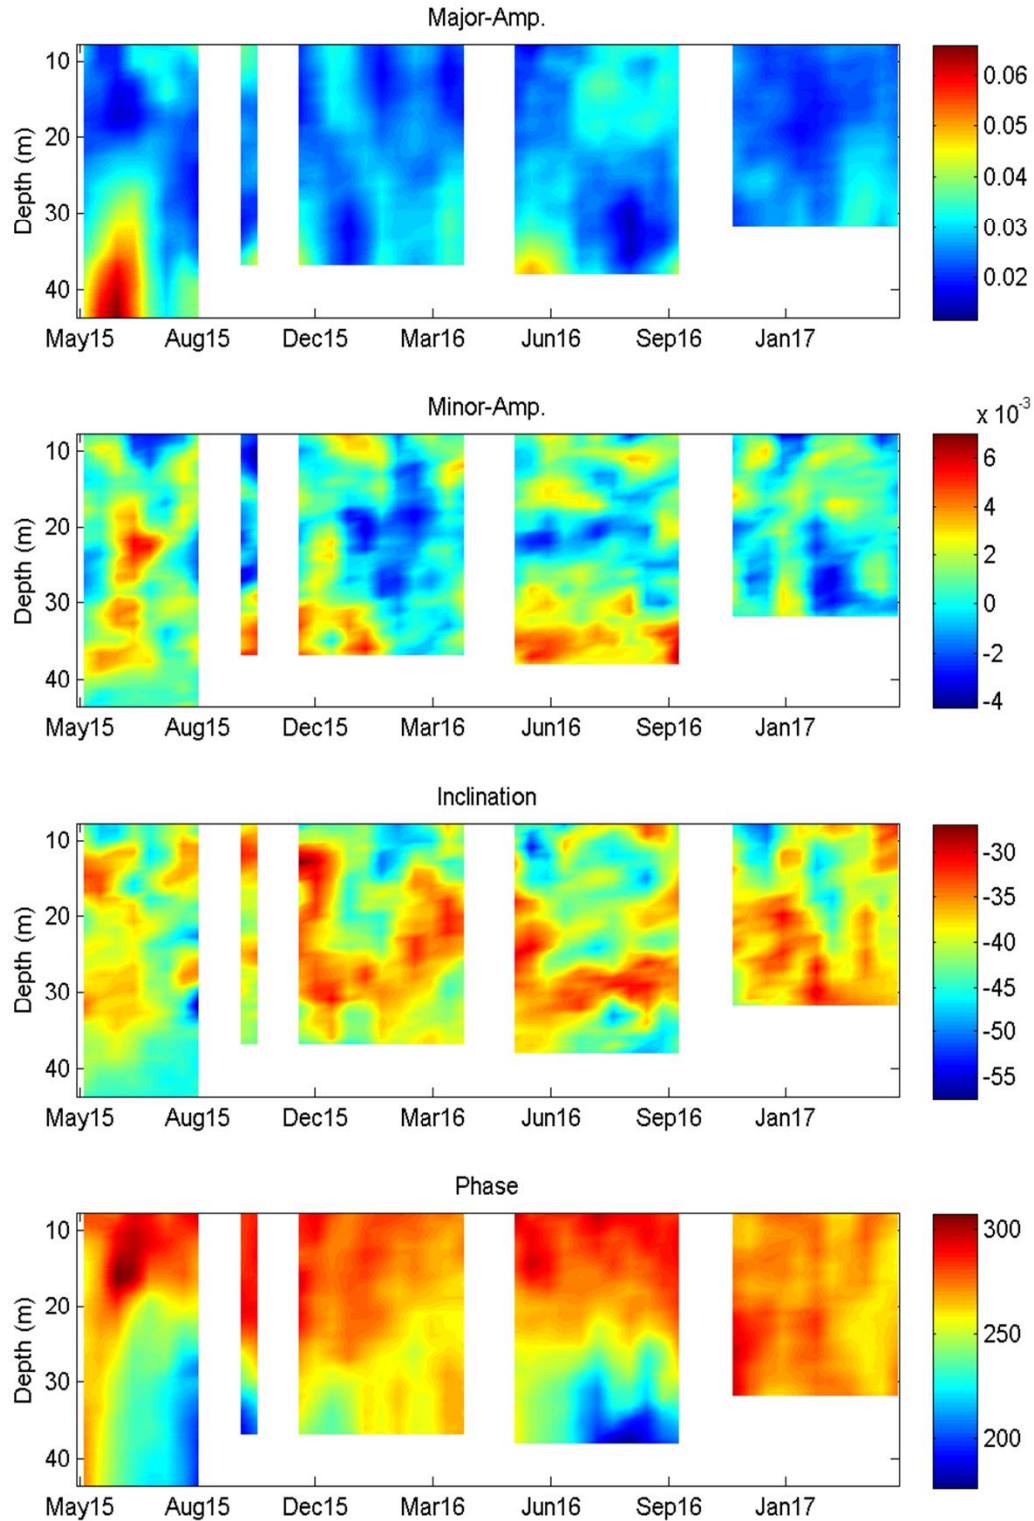 Major-Amp.
10
20
30
40
Depth (m)
0.06
0.05
0.04
0.03
0.02
May15 Aug15 Dec15 Mar16 Jun16 Sep16 Jan17
Minor-Amp.
x 10-3
10
20
30
40
Depth (m)
6
4
2
0
-2
-4
May15 Aug15 Dec15 Mar16 Jun16 Sep16 Jan17
Inclination
10
20
30
40
Depth (m)
-30
-35
-40
-45
-50
-55
May15 Aug15 Dec15 Mar16 Jun16 Sep16 Jan17
Phase
10
20
30
40
Depth (m)
300
250
200
May15 Aug15 Dec15 Mar16 Jun16 Sep16 Jan17